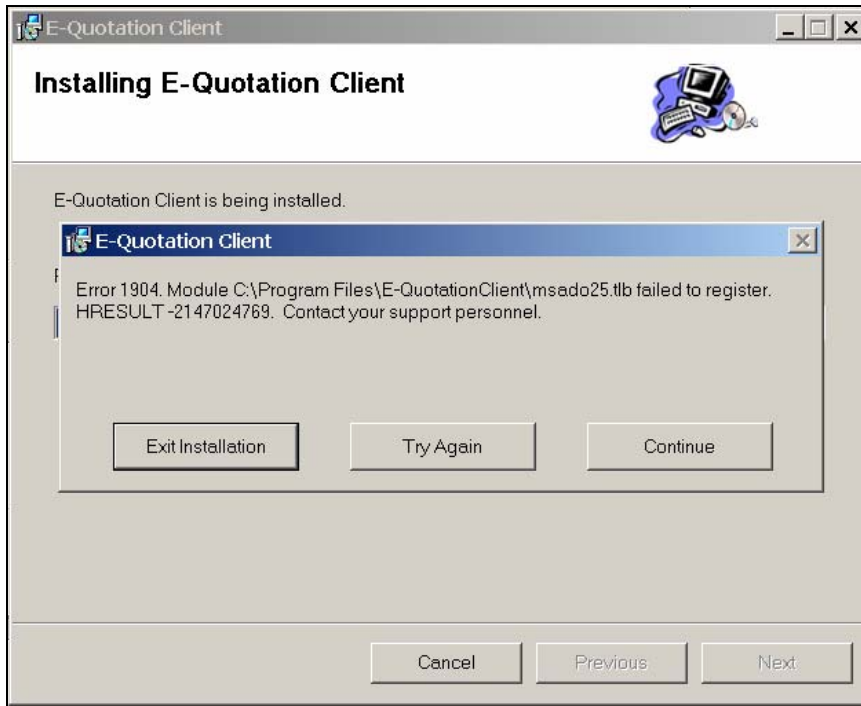 E-Quotation Client
Installing E-Quotation Client
E-Quotation Client is being installed.
E-Quotation Client
Error 1904. Module C:\Program Files\E-QuotationClient\msado25.tlb failed to register.
HRESULT -2147024769. Contact your support personnel.
Exit Installation
Try Again
Continue
Cancel
Previous
Next